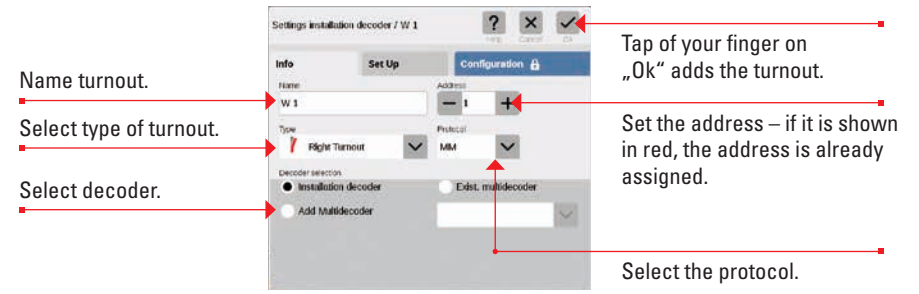 Settings installation decoder / W 1
?
Help
Cancel
Ok
Info
Set Up
Configuration
Name
W 1
Address
1
Type
Right Turnout
Protocol
MM
Decoder selection
Installation decoder
Exist. multidecoder
Add Multidecoder
Name turnout.
Select type of turnout.
Select decoder.
Tap of your finger on
„Ok“ adds the turnout.
Set the address – if it is shown
in red, the address is already
assigned.
Select the protocol.